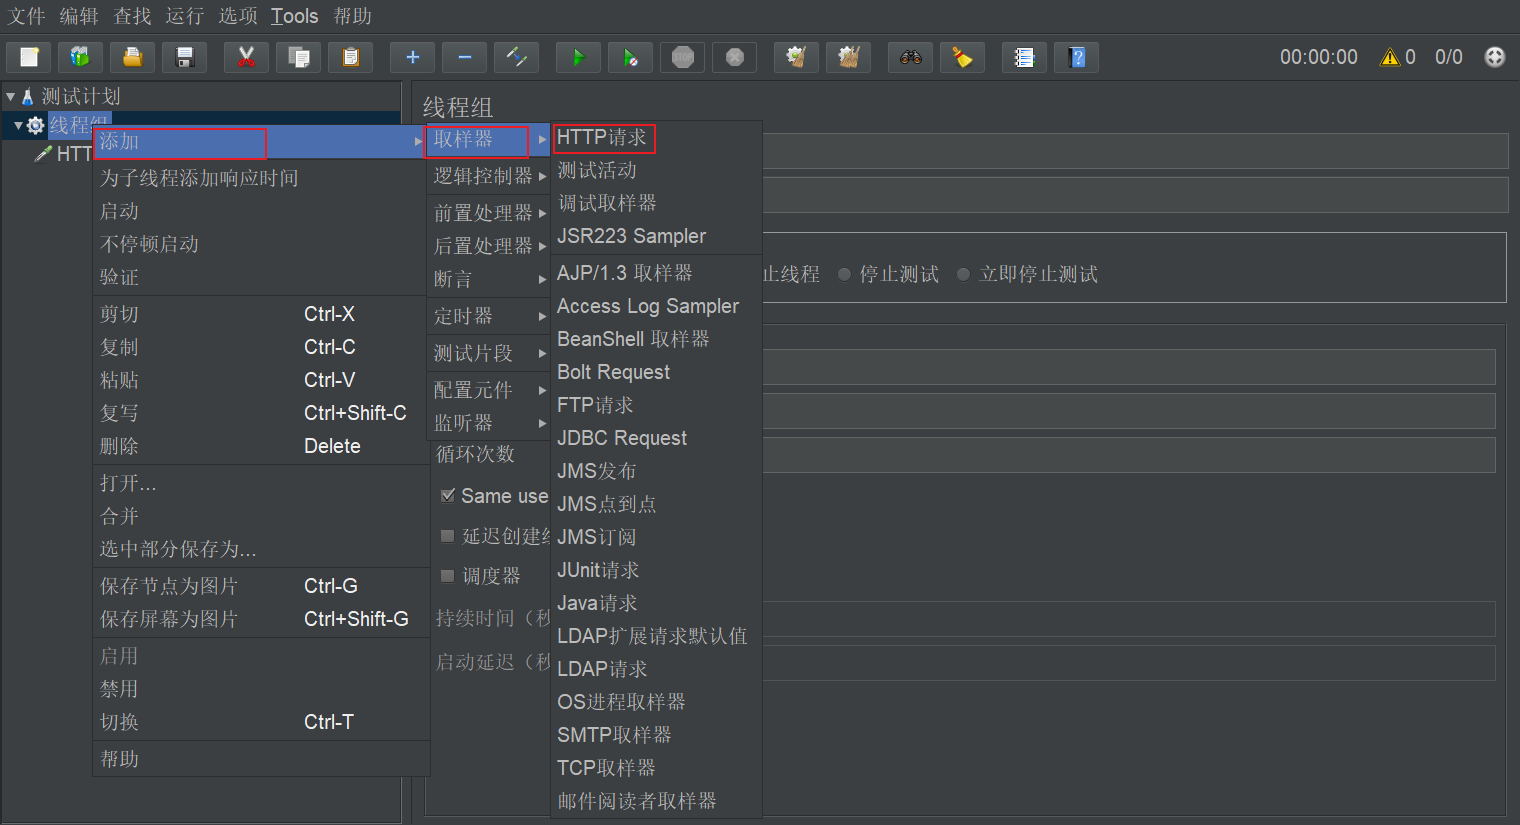 文件 编辑 查找 运行 选项 Tools 帮助
STOP
00:00:00 0 0/0
测试计划
线程组
HTT
添加
为子线程添加响应时间
启动
不停顿启动
验证
剪切 Ctrl-X
复制 Ctrl-C
粘贴 Ctrl-V
复写 Ctrl+Shift-C
删除 Delete
打开...
合并
选中部分保存为...
保存节点为图片 Ctrl-G
保存屏幕为图片 Ctrl+Shift-G
启用
禁用
切换 Ctrl-T
帮助
取样器
逻辑控制器
前置处理器
后置处理器
断言
定时器
测试片段
配置元件
监听器
HTTP请求
测试活动
调试取样器
JSR223 Sampler
AJP/1.3 取样器
Access Log Sampler
BeanShell 取样器
Bolt Request
FTP请求
JDBC Request
JMS发布
JMS点到点
JMS订阅
JUnit请求
Java请求
LDAP扩展请求默认值
LDAP请求
OS进程取样器
SMTP取样器
TCP取样器
邮件阅读者取样器
线程组
止线程 停止测试 立即停止测试
循环次数
Same use
延迟创建
调度器
持续时间（秒
启动延迟（秒